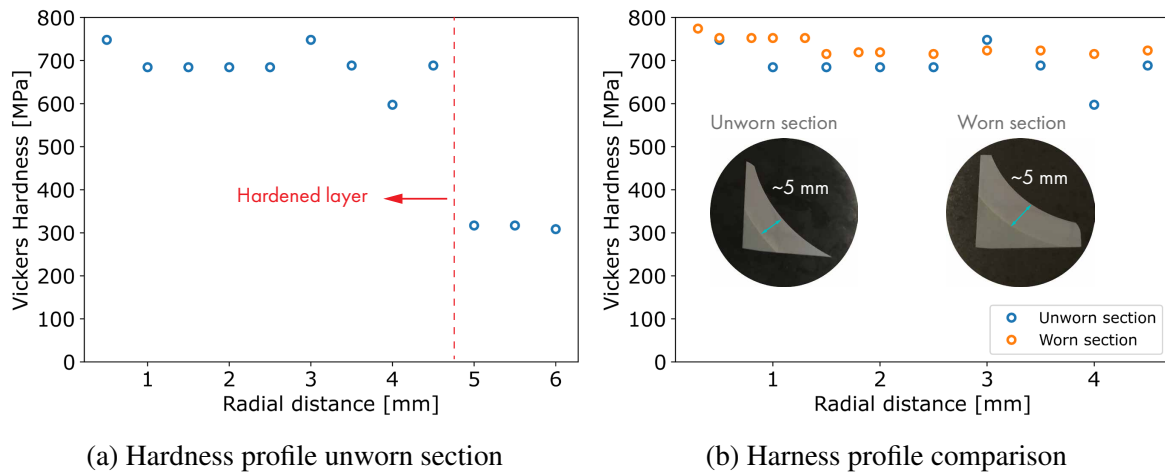 800
700
600
500
400
300
200
100
0
Vickers Hardness [MPa]
Hardened layer
1 2 3 4 5 6
Radial distance [mm]
(a) Hardness profile unworn section
800
700
600
500
400
300
200
100
0
Vickers Hardness [MPa]
Unworn section
Worn section
~5 mm
~5 mm
Unworn section
Worn section
1 2 3 4
Radial distance [mm]
(b) Harness profile comparison